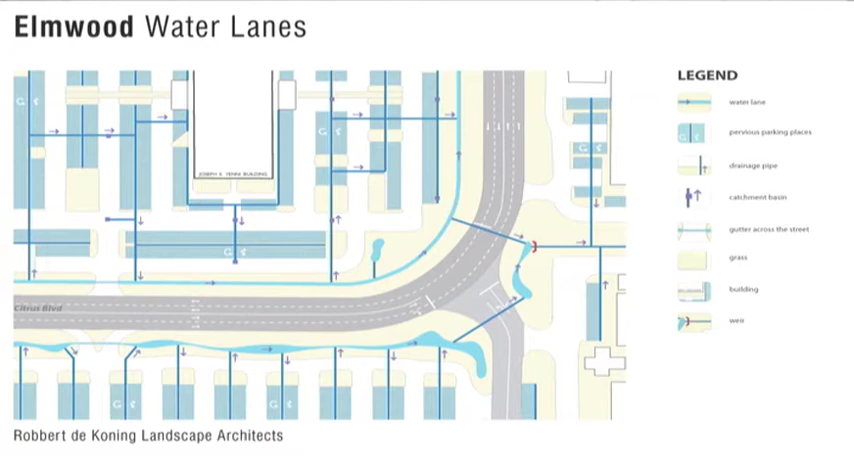 Elmwood Water Lanes
LEGEND
water lane
pervious parking places
drainage pipe
catchment basin
gutter across the street
grass
building
weir
JOSEPH S. YENNI BUILDING
Citrus Blvd
Robbert de Koning Landscape Architects